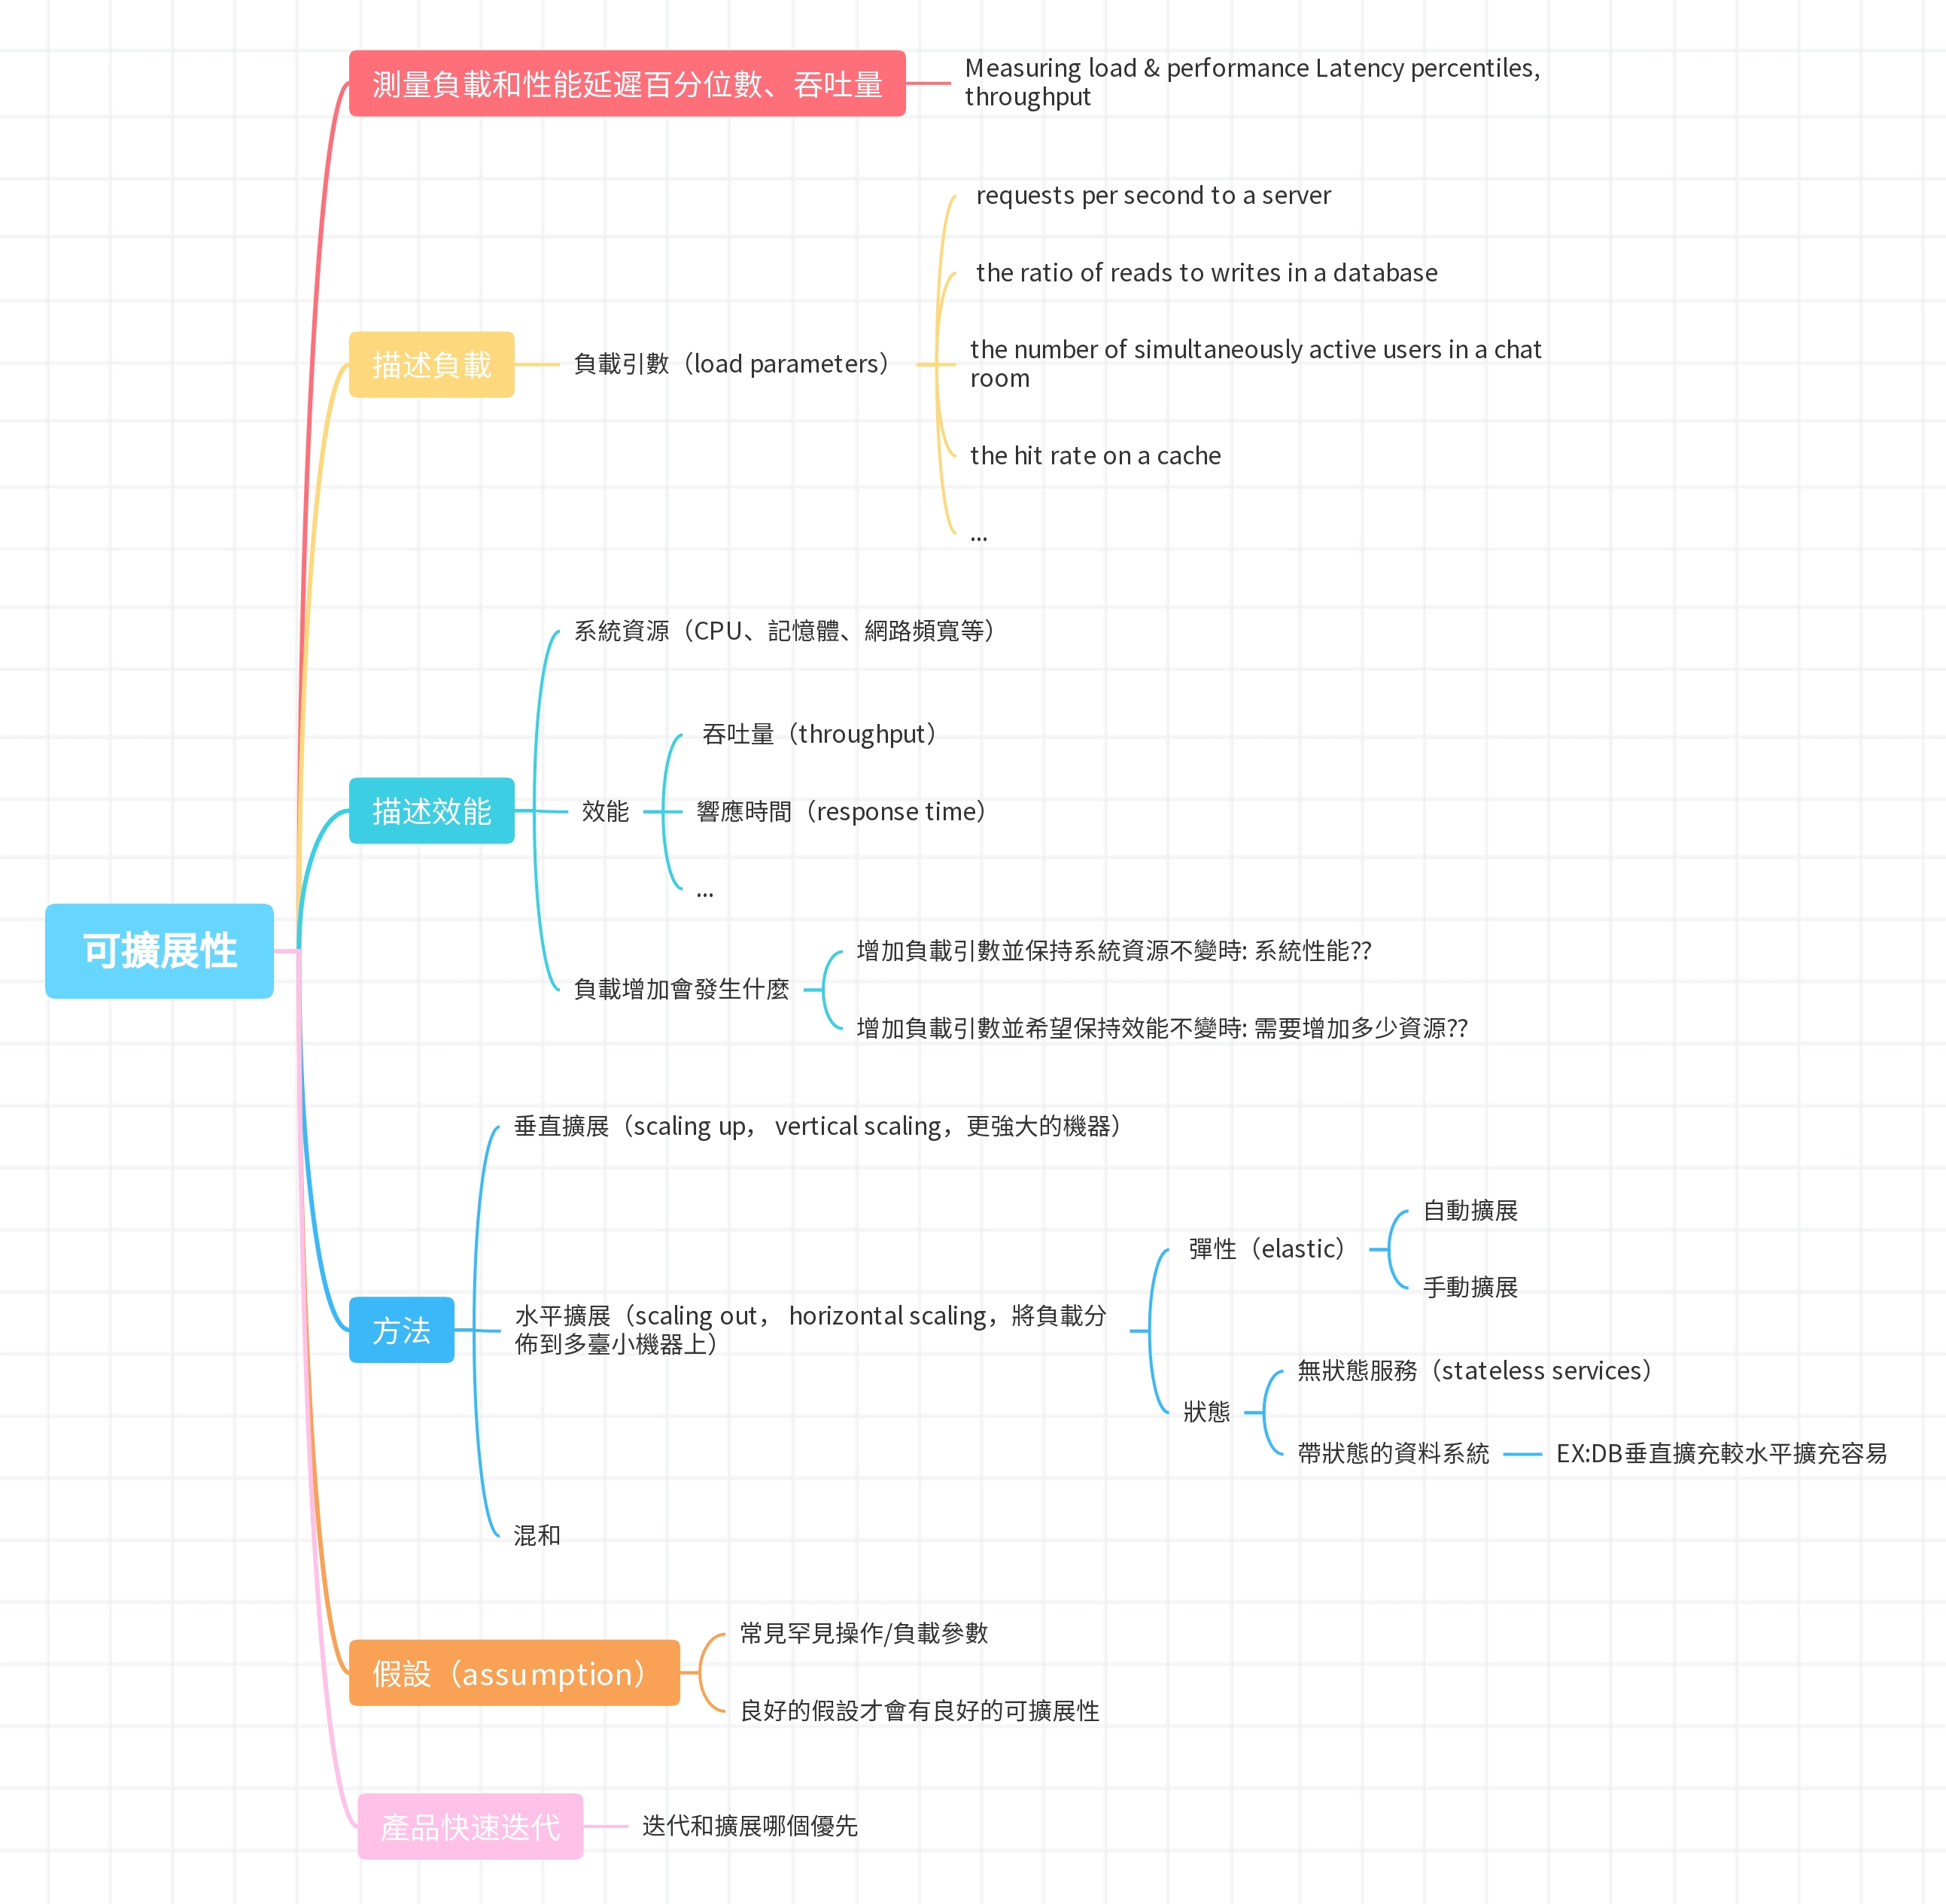 測量負載和性能延遲百分位數、吞吐量
Measuring load & performance Latency percentiles,
throughput
描述負載
負載引數（load parameters）
requests per second to a server
the ratio of reads to writes in a database
the number of simultaneously active users in a chat
room
the hit rate on a cache
...
描述效能
系統資源（CPU、記憶體、網路頻寬等）
效能
吞吐量（throughput）
響應時間（response time）
...
負載增加會發生什麼
增加負載引數並保持系統資源不變時: 系統性能??
增加負載引數並希望保持效能不變時: 需要增加多少資源??
可擴展性
方法
垂直擴展（scaling up， vertical scaling，更強大的機器）
水平擴展（scaling out， horizontal scaling，將負載分
佈到多臺小機器上）
彈性（elastic）
自動擴展
手動擴展
狀態
無狀態服務（stateless services）
帶狀態的資料系統
EX:DB垂直擴充較水平擴充容易
混和
假設（assumption）
常見罕見操作/負載參數
良好的假設才會有良好的可擴展性
產品快速迭代
迭代和擴展哪個優先